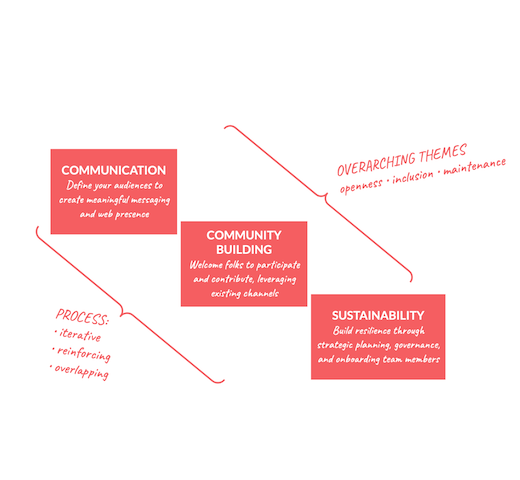 OVERARCHING THEMES
openness • inclusion • maintenance
COMMUNICATION
Define your audiences to
create meaningful messaging
and web presence
COMMUNITY
BUILDING
Welcome folks to participate
and contribute, leveraging
existing channels
SUSTAINABILITY
Build resilience through
strategic planning, governance,
and onboarding team members
PROCESS:
• iterative
• reinforcing
• overlapping